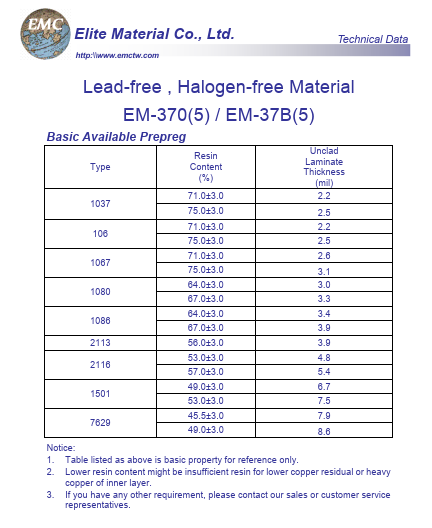 EMC
Elite Material Co., Ltd.
Technical Data
http:\\www.emctw.com
Lead-free , Halogen-free Material
EM-370(5) / EM-37B(5)
Basic Available Prepreg
Type Resin Content (%) Unclad Laminate Thickness (mil)
1037 71.0±3.0 2.2
75.0±3.0 2.5
106 71.0±3.0 2.2
75.0±3.0 2.5
1067 71.0±3.0 2.6
75.0±3.0 3.1
1080 64.0±3.0 3.0
67.0±3.0 3.3
1086 64.0±3.0 3.4
67.0±3.0 3.9
2113 56.0±3.0 3.9
2116 53.0±3.0 4.8
57.0±3.0 5.4
1501 49.0±3.0 6.7
53.0±3.0 7.5
7629 45.5±3.0 7.9
49.0±3.0 8.6
Notice:
1. Table listed as above is basic property for reference only.
2. Lower resin content might be insufficient resin for lower copper residual or heavy
copper of inner layer.
3. If you have any other requirement, please contact our sales or customer service
representatives.